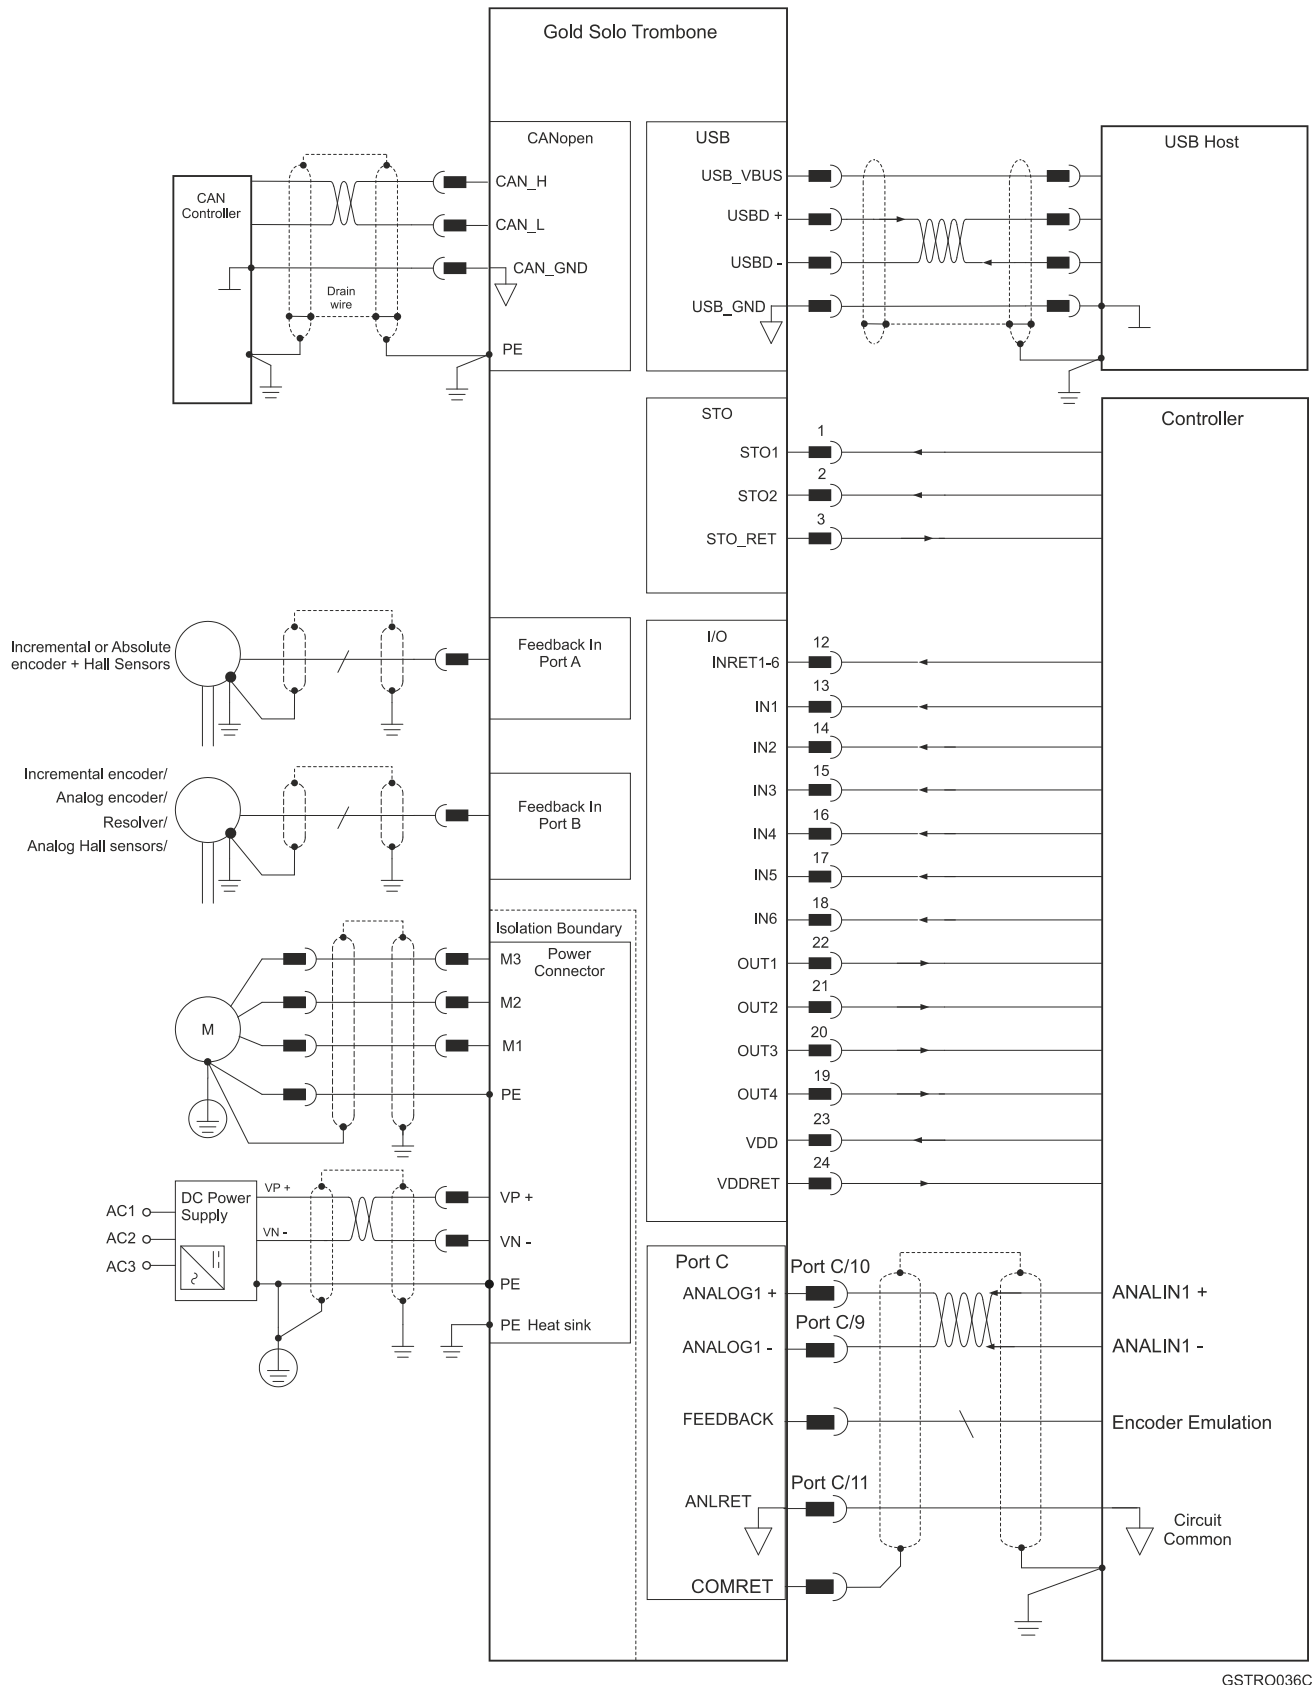 Gold Solo Trombone
CANopen
CAN Controller
CAN_H
CAN_L
CAN_GND
Drain wire
PE
USB
USB_VBUS
USBD +
USBD -
USB_GND
USB Host
STO
1
STO1
2
STO2
3
STO_RET
Controller
Incremental or Absolute
encoder + Hall Sensors
Feedback In
Port A
Incremental encoder/
Analog encoder/
Resolver/
Analog Hall sensors/
Feedback In
Port B
I/O
12
INRET1-6
13
IN1
14
IN2
15
IN3
16
IN4
17
IN5
18
IN6
22
OUT1
21
OUT2
20
OUT3
19
OUT4
23
VDD
24
VDDRET
Isolation Boundary
Power
Connector
M
M3
M2
M1
PE
AC1
AC2
AC3
DC Power
Supply
VP +
VN -
VP +
VN -
PE
PE Heat sink
Port C
Port C/10
ANALOG1 +
ANALIN1 +
Port C/9
ANALOG1 -
ANALIN1 -
FEEDBACK
Encoder Emulation
Port C/11
ANLRET
Circuit
Common
COMRET
GSTRO036C